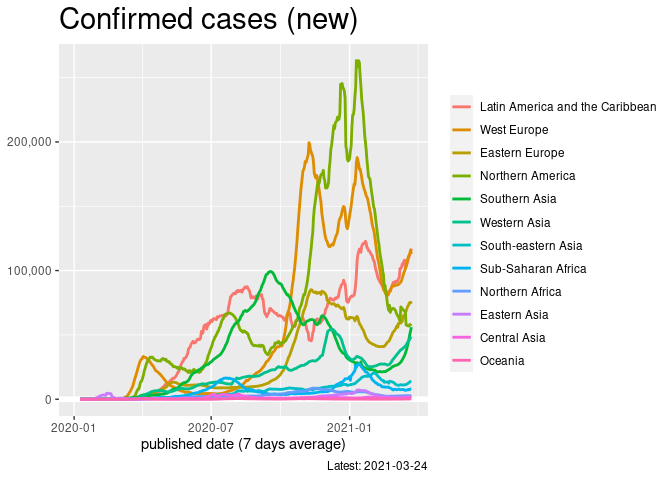 Confirmed cases (new)
200,000
100,000
0
2020-01
2020-07
2021-01
published date (7 days average)
Latest: 2021-03-24
Latin America and the Caribbean
West Europe
Eastern Europe
Northern America
Southern Asia
Western Asia
South-eastern Asia
Sub-Saharan Africa
Northern Africa
Eastern Asia
Central Asia
Oceania